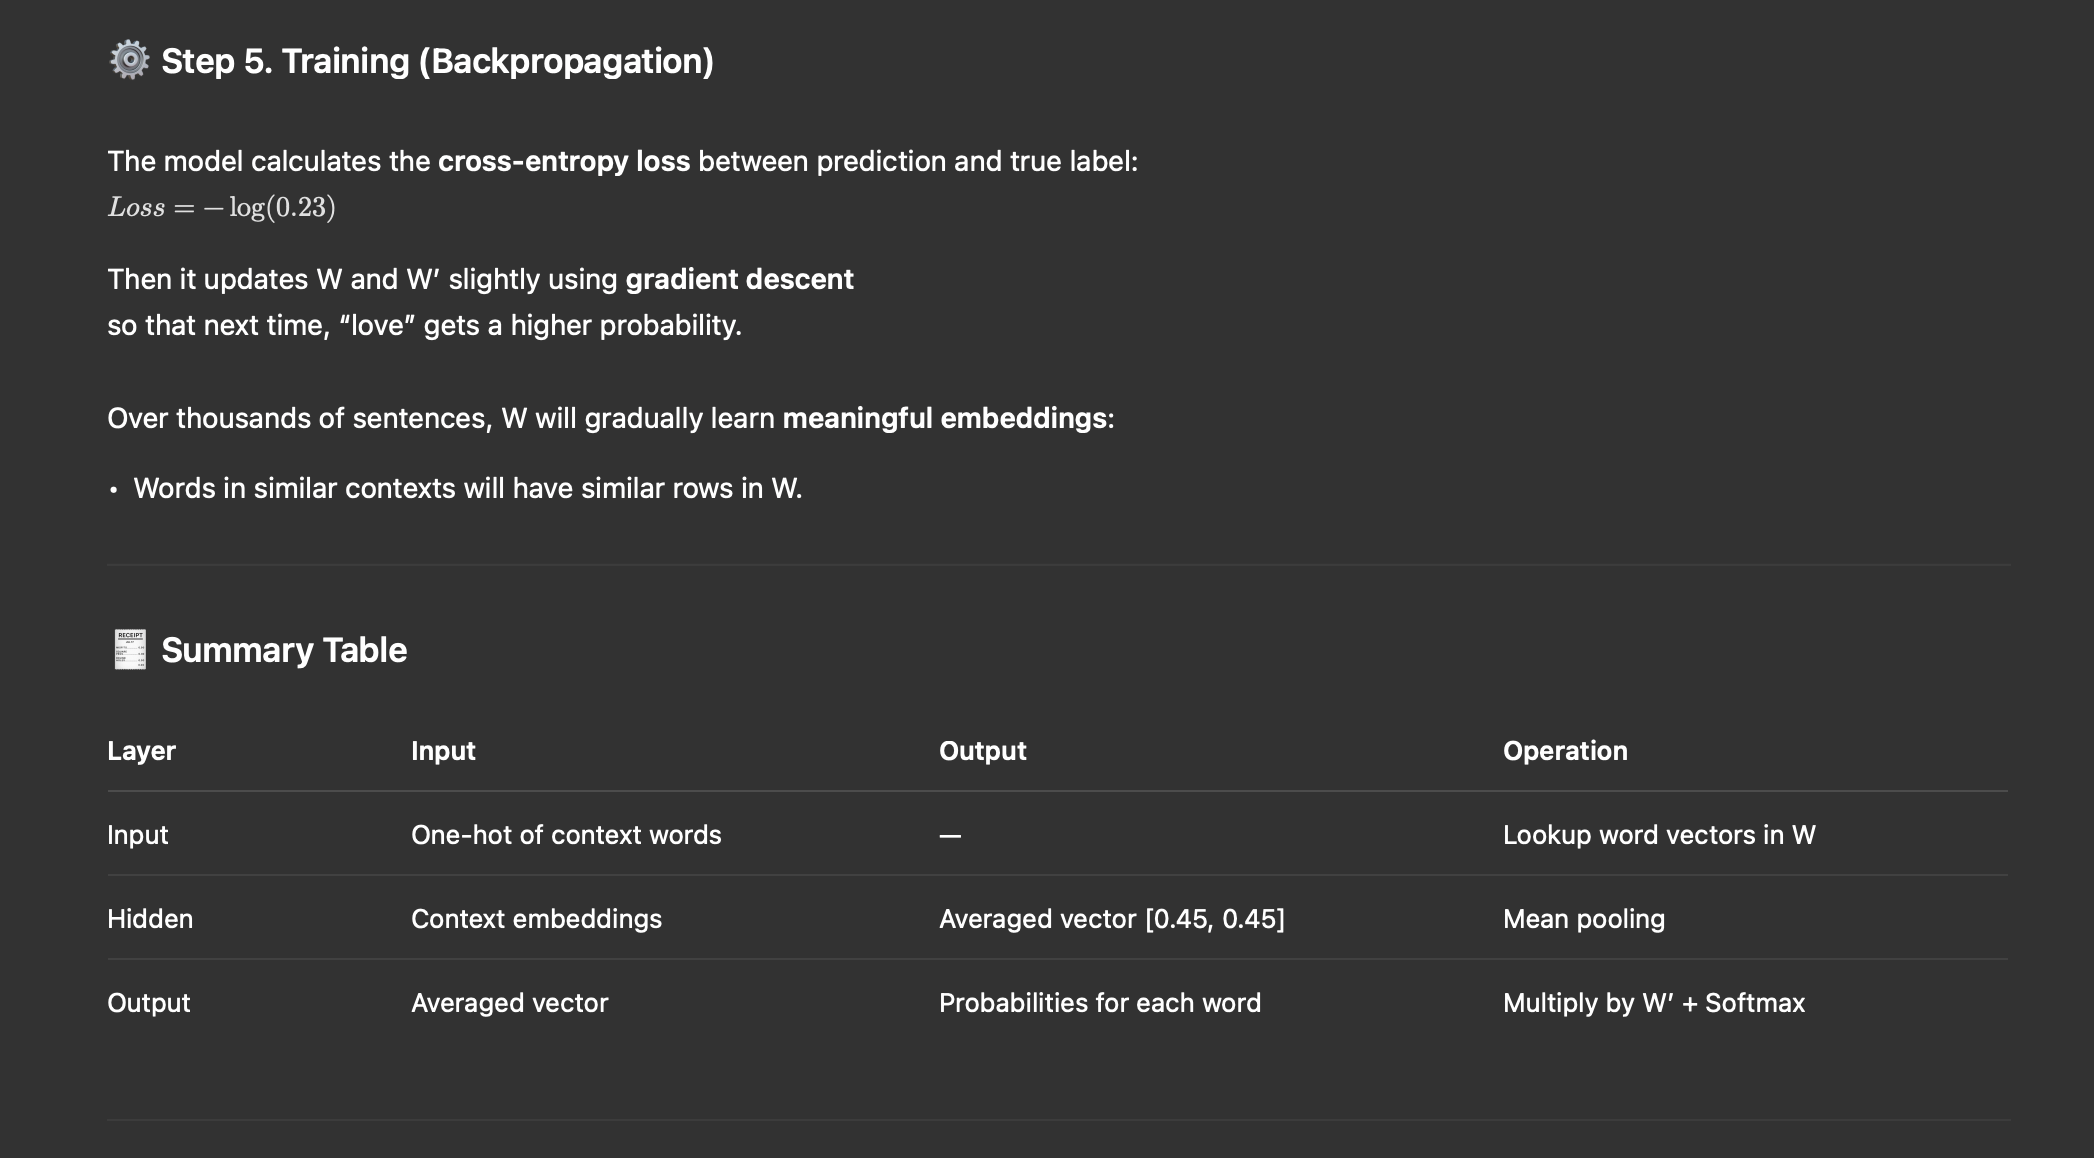 Step 5. Training (Backpropagation)
The model calculates the cross-entropy loss between prediction and true label:
Loss = − log(0.23)
Then it updates W and W′ slightly using gradient descent
so that next time, “love” gets a higher probability.
Over thousands of sentences, W will gradually learn meaningful embeddings:
• Words in similar contexts will have similar rows in W.
RECEIPT
Summary Table
Layer Input Output Operation
Input One-hot of context words — Lookup word vectors in W
Hidden Context embeddings Averaged vector [0.45, 0.45] Mean pooling
Output Averaged vector Probabilities for each word Multiply by W′ + Softmax